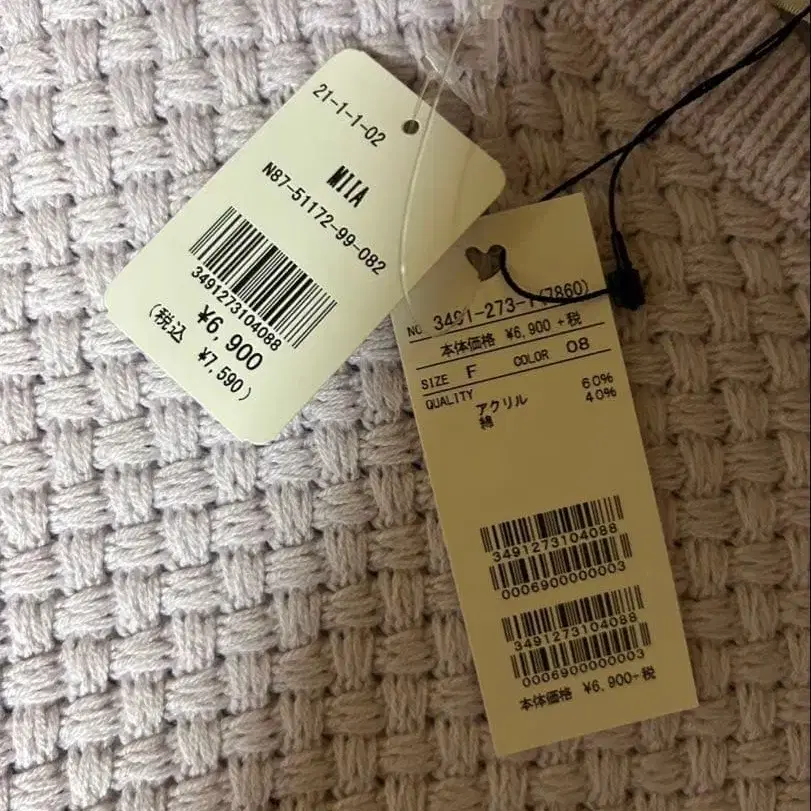 21-1-1-02
MIIA
N87-51172-99-082
3491273104088
¥6,900
(税込 ¥7,590)
NO 3491-273-1(7860)
本体価格 ¥6,900+税
SIZE F COLOR 08
QUALITY
アクリル 60%
綿 40%
3491273104088
0006900000003
3491273104088
0006900000003
本体価格 ¥6,900+税